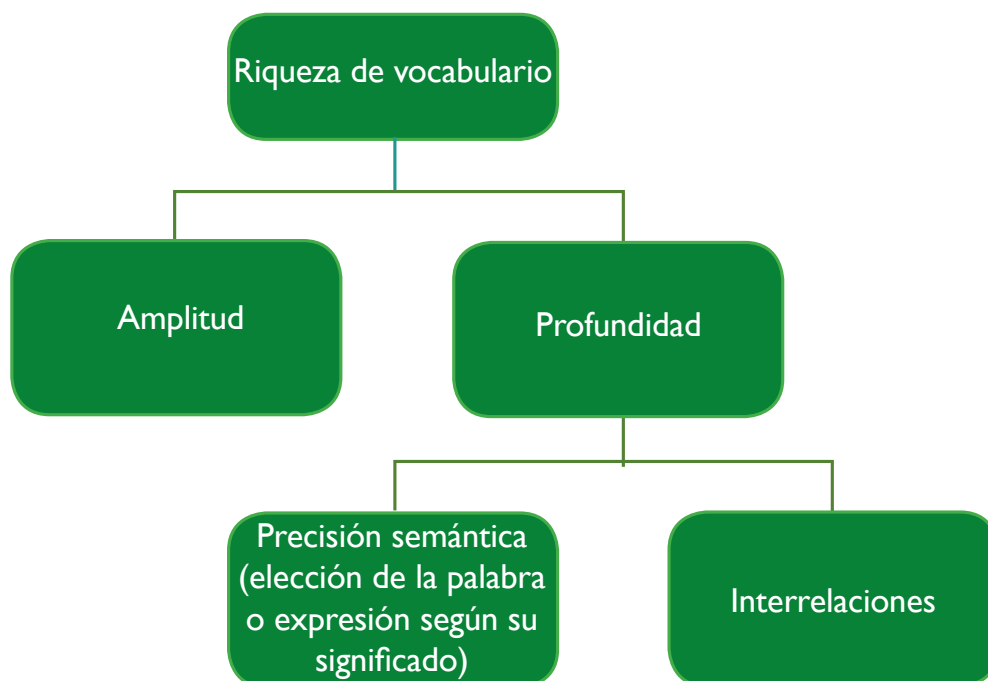 Riqueza de vocabulario
Amplitud
Profundidad
Precisión semántica
(elección de la palabra
o expresión según su
significado)
Interrelaciones